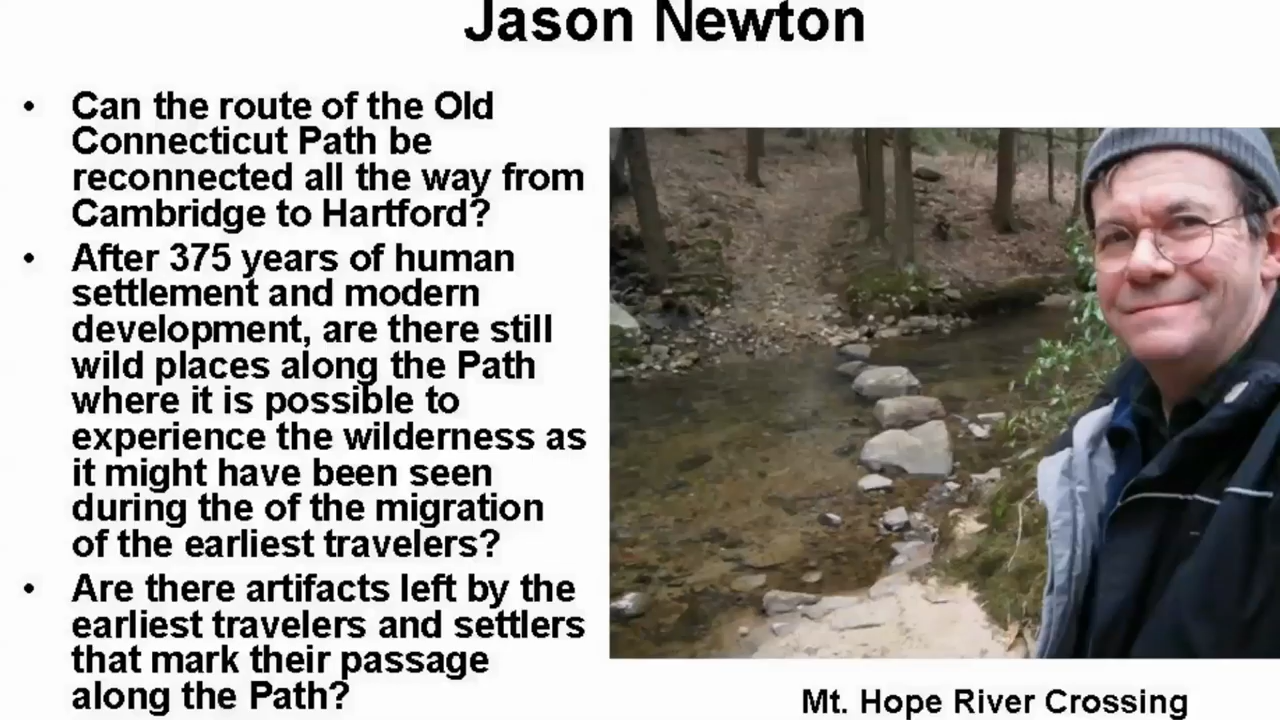 Jason Newton
• Can the route of the Old
Connecticut Path be
reconnected all the way from
Cambridge to Hartford?
• After 375 years of human
settlement and modern
development, are there still
wild places along the Path
where it is possible to
experience the wilderness as
it might have been seen
during the of the migration
of the earliest travelers?
• Are there artifacts left by the
earliest travelers and settlers
that mark their passage
along the Path?
Mt. Hope River Crossing